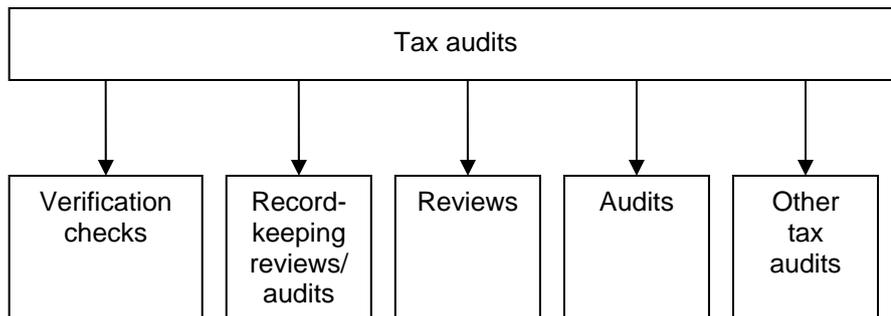 Tax audits
Verification
checks
Record-
keeping
reviews/
audits
Reviews
Audits
Other
tax
audits